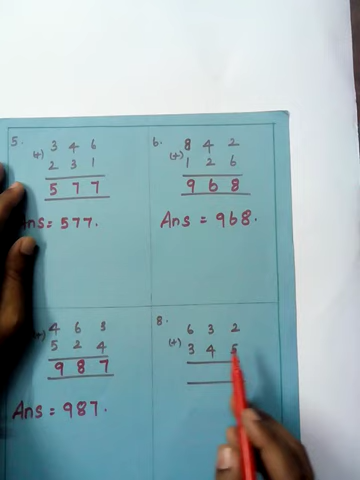 5.
3 4 6
(+)
2 3 1
5 7 7
Ans = 577.
6.
8 4 2
(+)
1 2 6
9 6 8
Ans = 968.
4 6 3
(+)
5 2 4
9 8 7
Ans = 987.
8.
6 3 2
(+)
3 4 5